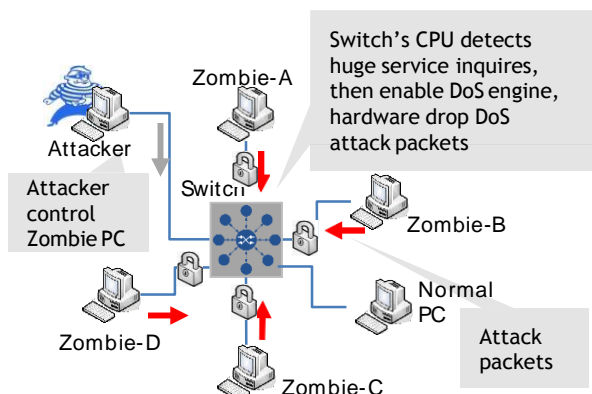 Switch's CPU detects
huge service inquires,
then enable DoS engine,
hardware drop DoS
attack packets
Zombie-A
Attacker
Attacker
control
Zombie PC
Switch
Zombie-B
Normal
PC
Zombie-D
Attack
packets
Zombie-C